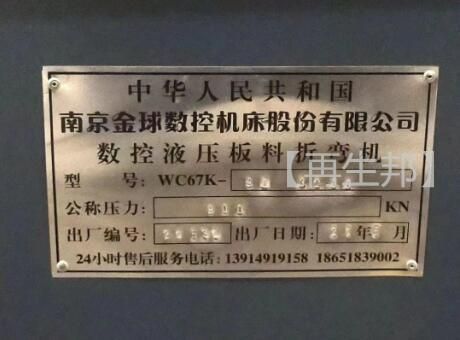 中华人民共和国
南京金球数控机床股份有限公司
数控液压板料折弯机
型 号: WC67K-
【再生邦】
公称压力: KN
出厂编号: 出厂日期: 年 月
24小时售后服务电话: 13914919158 18651839002